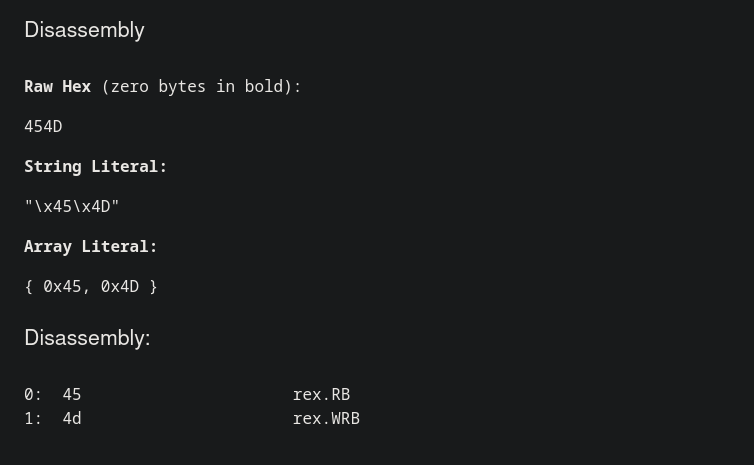 Disassembly
Raw Hex (zero bytes in bold):
454D
String Literal:
"\x45\x4D"
Array Literal:
{ 0x45, 0x4D }
Disassembly:
0:  45                      rex.RB
1:  4d                      rex.WRB